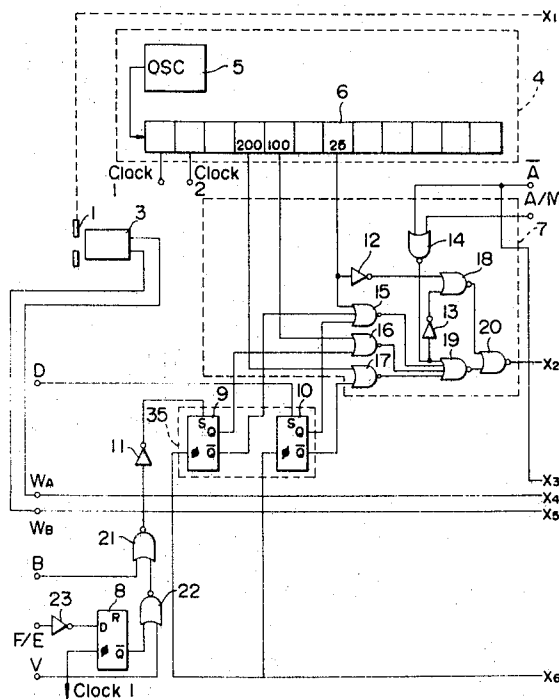 X1
OSC
5
4
6
200
100
25
Clock 1
Clock 2
A̅
A/M
7
1
3
12
14
18
15
13
16
20
19
17
X2
D
35
9
10
S
Q
ϕ
Q̅
S
Q
ϕ
Q̅
11
X3
WA
X4
WB
X5
21
B
22
23
8
F/E
D
R
ϕ
Q̅
V
Clock 1
X6